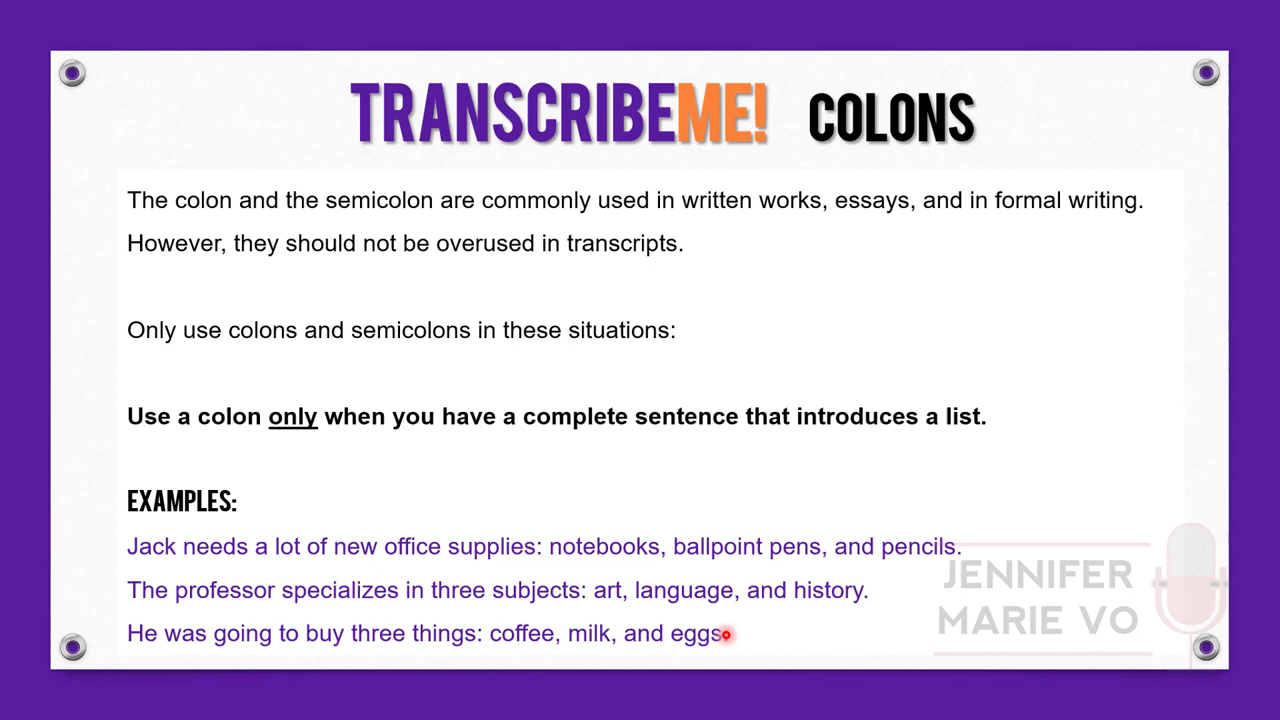 TRANSCRIBEME! COLONS
The colon and the semicolon are commonly used in written works, essays, and in formal writing.
However, they should not be overused in transcripts.
Only use colons and semicolons in these situations:
Use a colon only when you have a complete sentence that introduces a list.
EXAMPLES:
Jack needs a lot of new office supplies: notebooks, ballpoint pens, and pencils.
The professor specializes in three subjects: art, language, and history.
He was going to buy three things: coffee, milk, and eggs
JENNIFER
MARIE VO